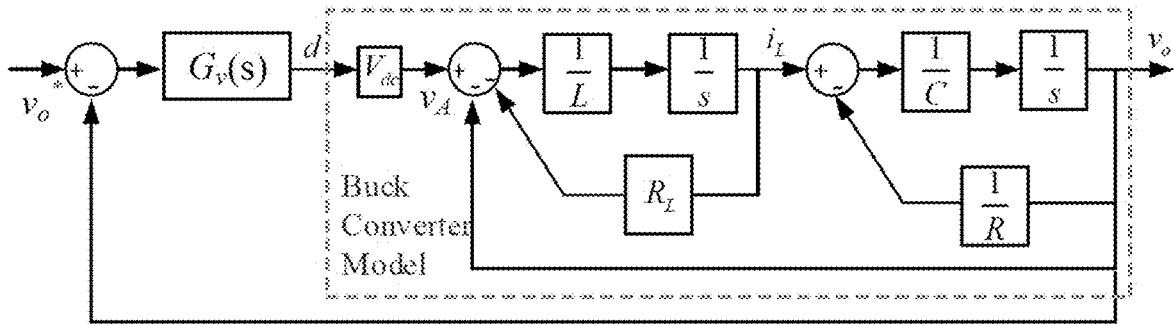 v_o*
+
-
G_v(s)
d
V_dc
v_A
+
-
-
1/L
1/s
i_L
+
-
1/C
1/s
v_o
R_L
1/R
Buck
Converter
Model